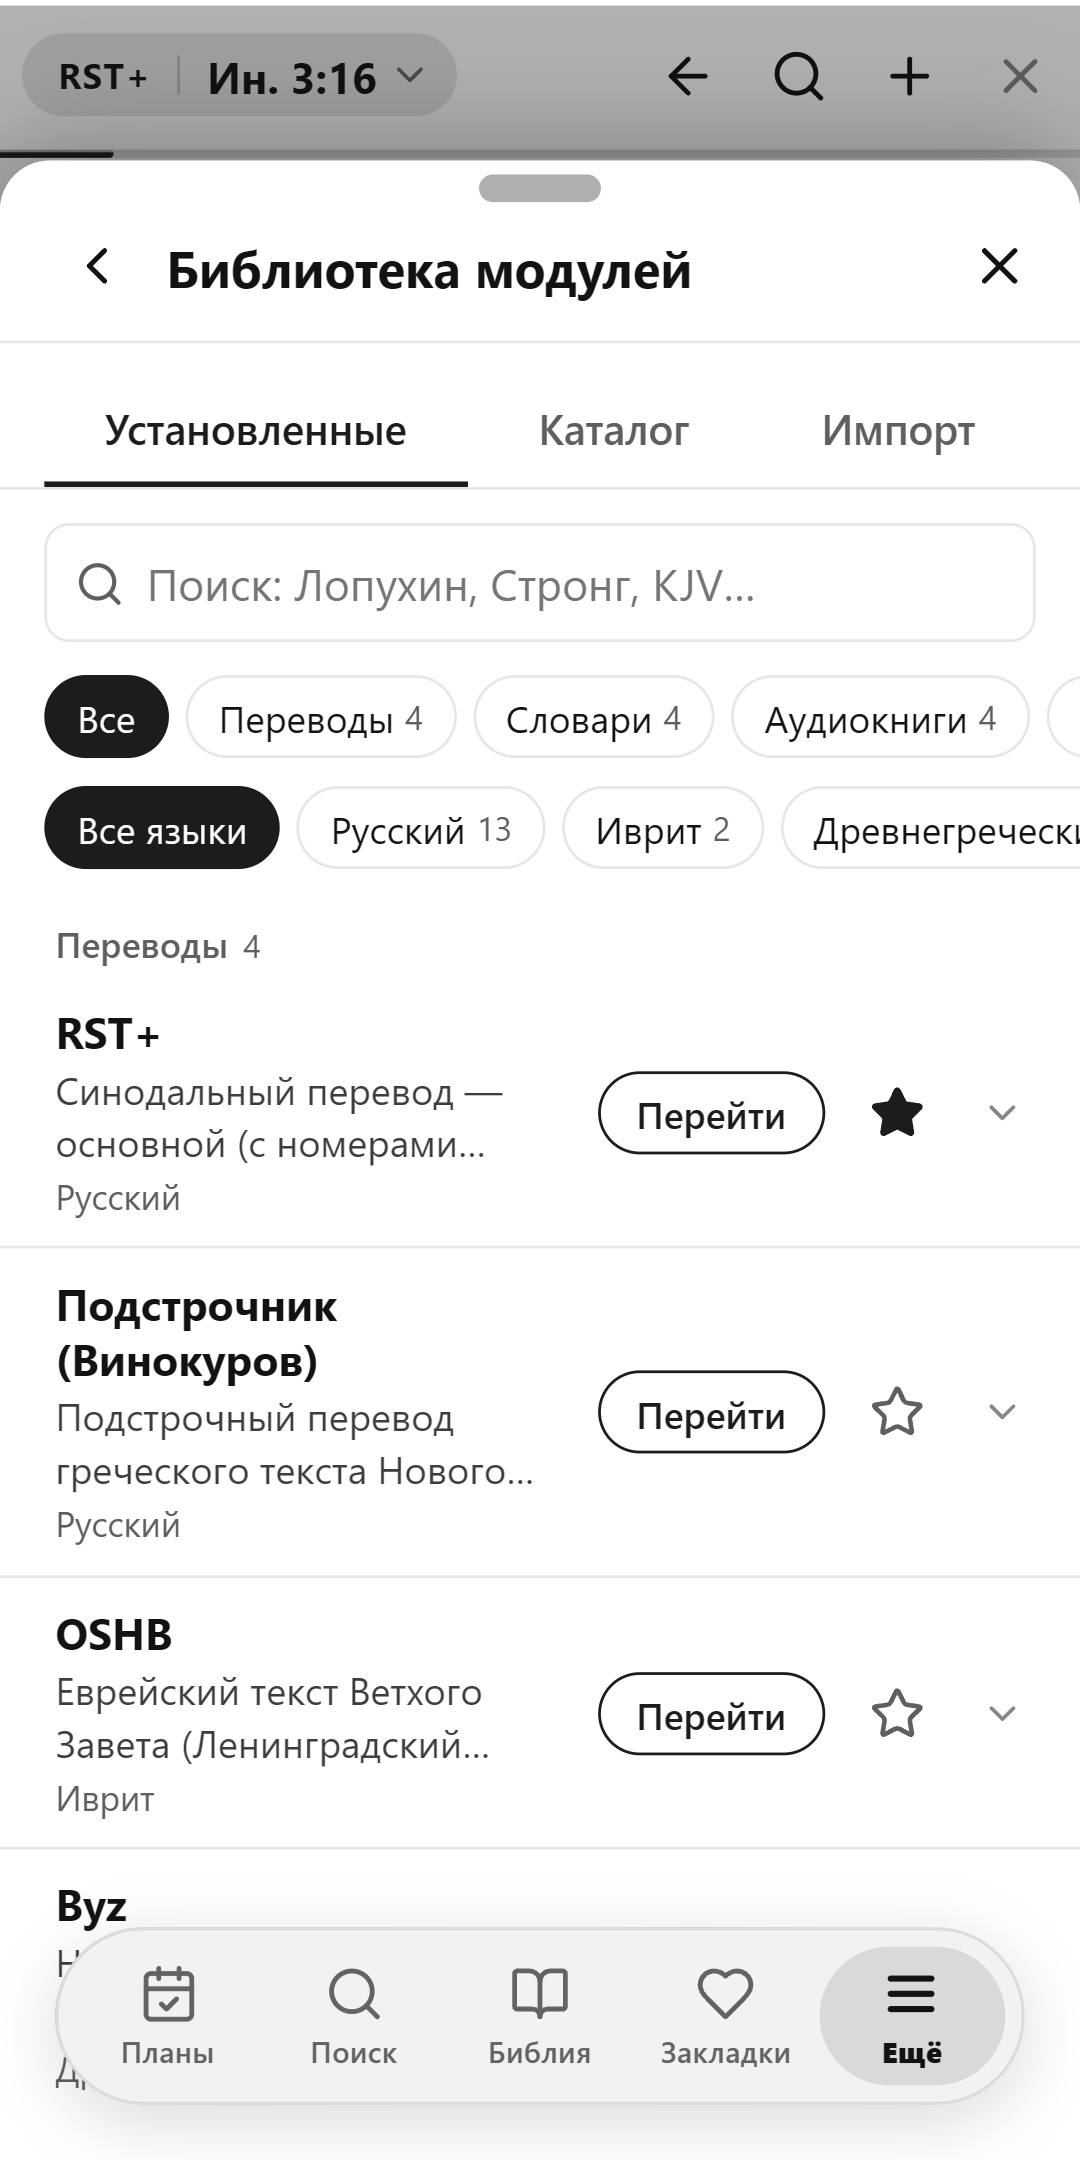 RST+ Ин. 3:16
Библиотека модулей
Установленные Каталог Импорт
Поиск: Лопухин, Стронг, KJV...
Все Переводы 4 Словари 4 Аудиокниги 4
Все языки Русский 13 Иврит 2 Древнегречески
Переводы 4
RST+
Синодальный перевод —
основной (с номерами...
Русский
Перейти
Подстрочник
(Винокуров)
Подстрочный перевод
греческого текста Нового...
Русский
Перейти
OSHB
Еврейский текст Ветхого
Завета (Ленинградский...
Иврит
Перейти
Byz
Планы Поиск Библия Закладки Ещё